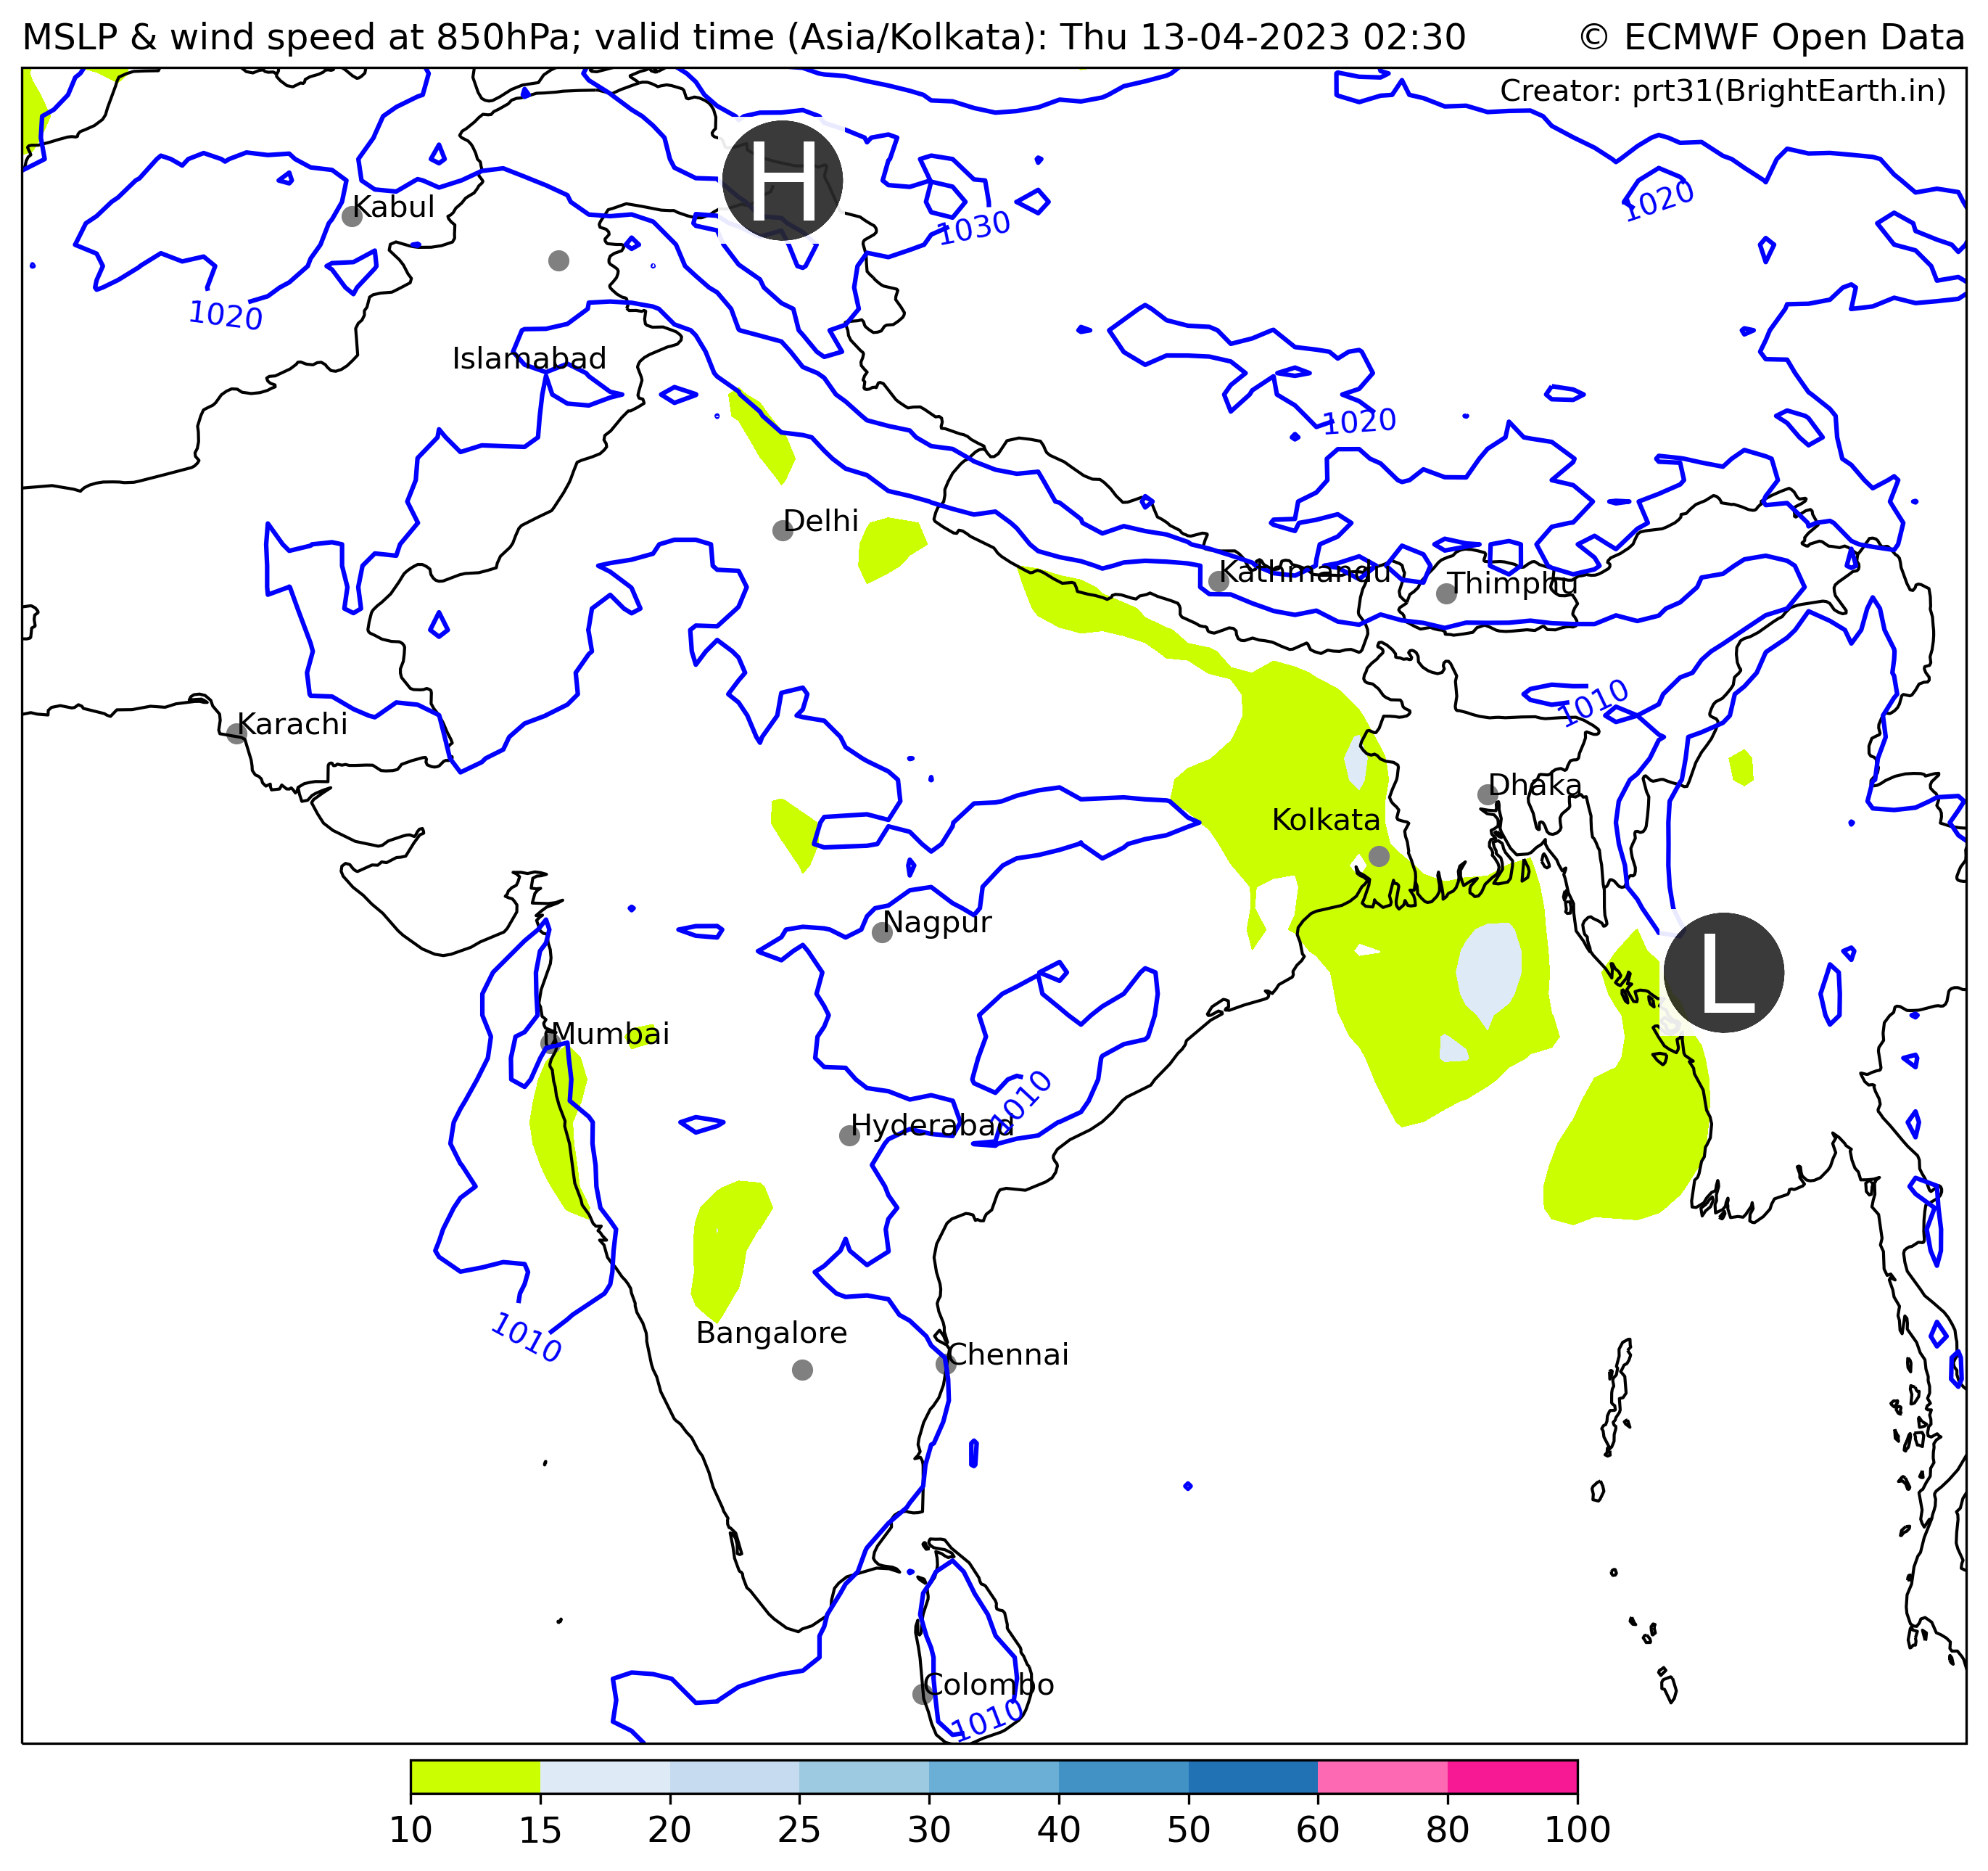 MSLP & wind speed at 850hPa; valid time (Asia/Kolkata): Thu 13-04-2023 02:30 © ECMWF Open Data
Creator: prt31(BrightEarth.in)
H
1020
Kabul
1030
1020
Islamabad
1020
Delhi
Kathmandu
Thimphu
1010
Karachi
Dhaka
Kolkata
Nagpur
L
Mumbai
1010
Hyderabad
1010
Bangalore
Chennai
Colombo
1010
10 15 20 25 30 40 50 60 80 100